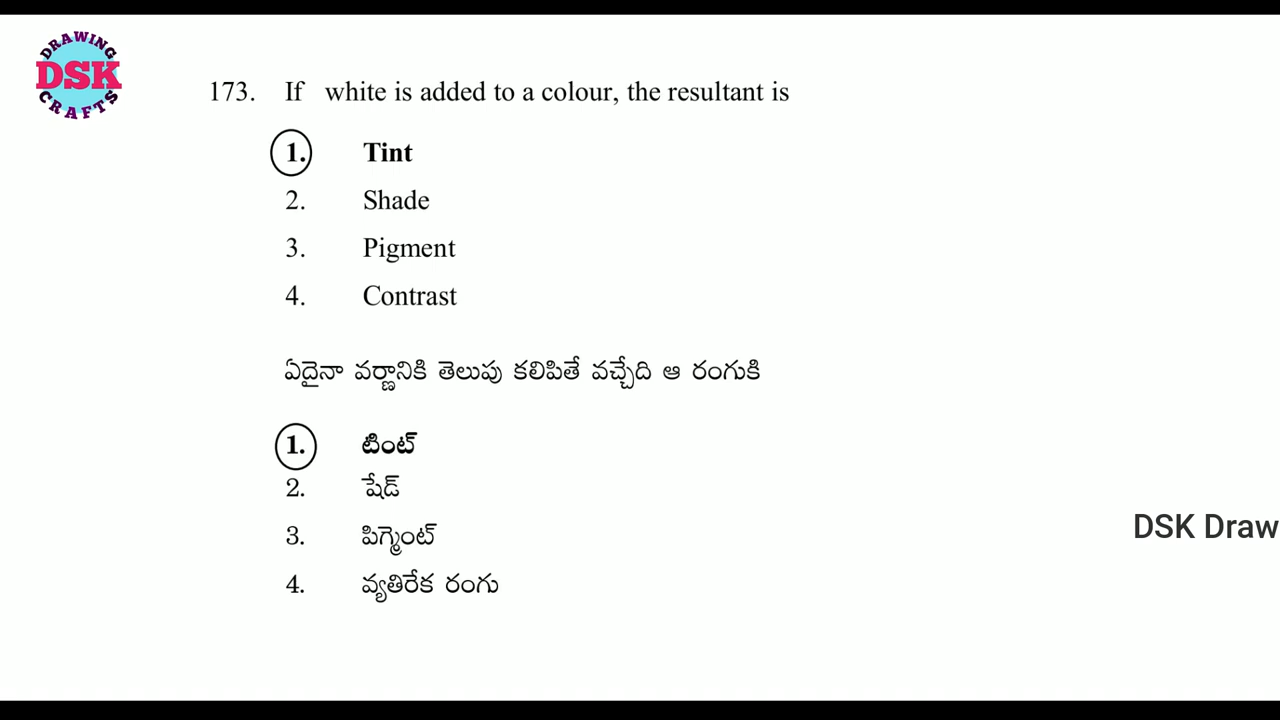 DRAWING
DSK
CRAFTS
173. If white is added to a colour, the resultant is
1. Tint
2. Shade
3. Pigment
4. Contrast
ఏదైనా వర్ణానికి తెలుపు కలిపితే వచ్చేది ఆ రంగుకి
1. టింట్
2. షేడ్
3. పిగ్మెంట్
4. వ్యతిరేక రంగు
DSK Draw